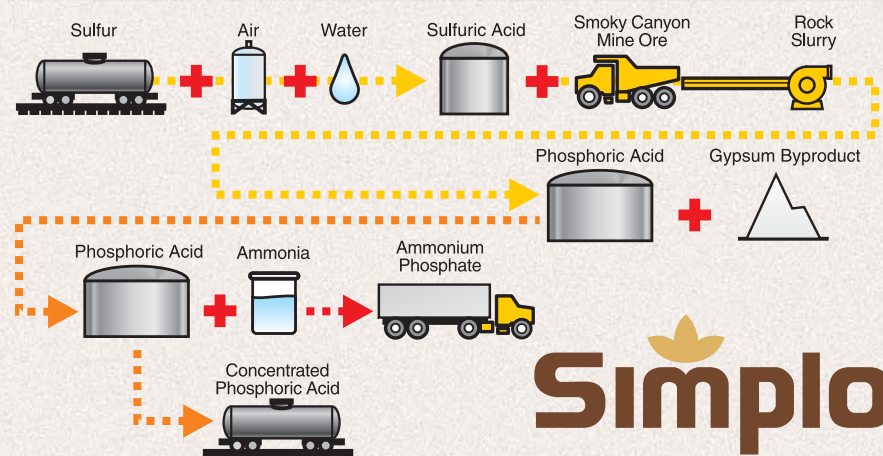 Sulfur
Air
Water
Sulfuric Acid
Smoky Canyon
Mine Ore
Rock
Slurry
Phosphoric Acid
Gypsum Byproduct
Phosphoric Acid
Ammonia
Ammonium
Phosphate
Concentrated
Phosphoric Acid
Simplo